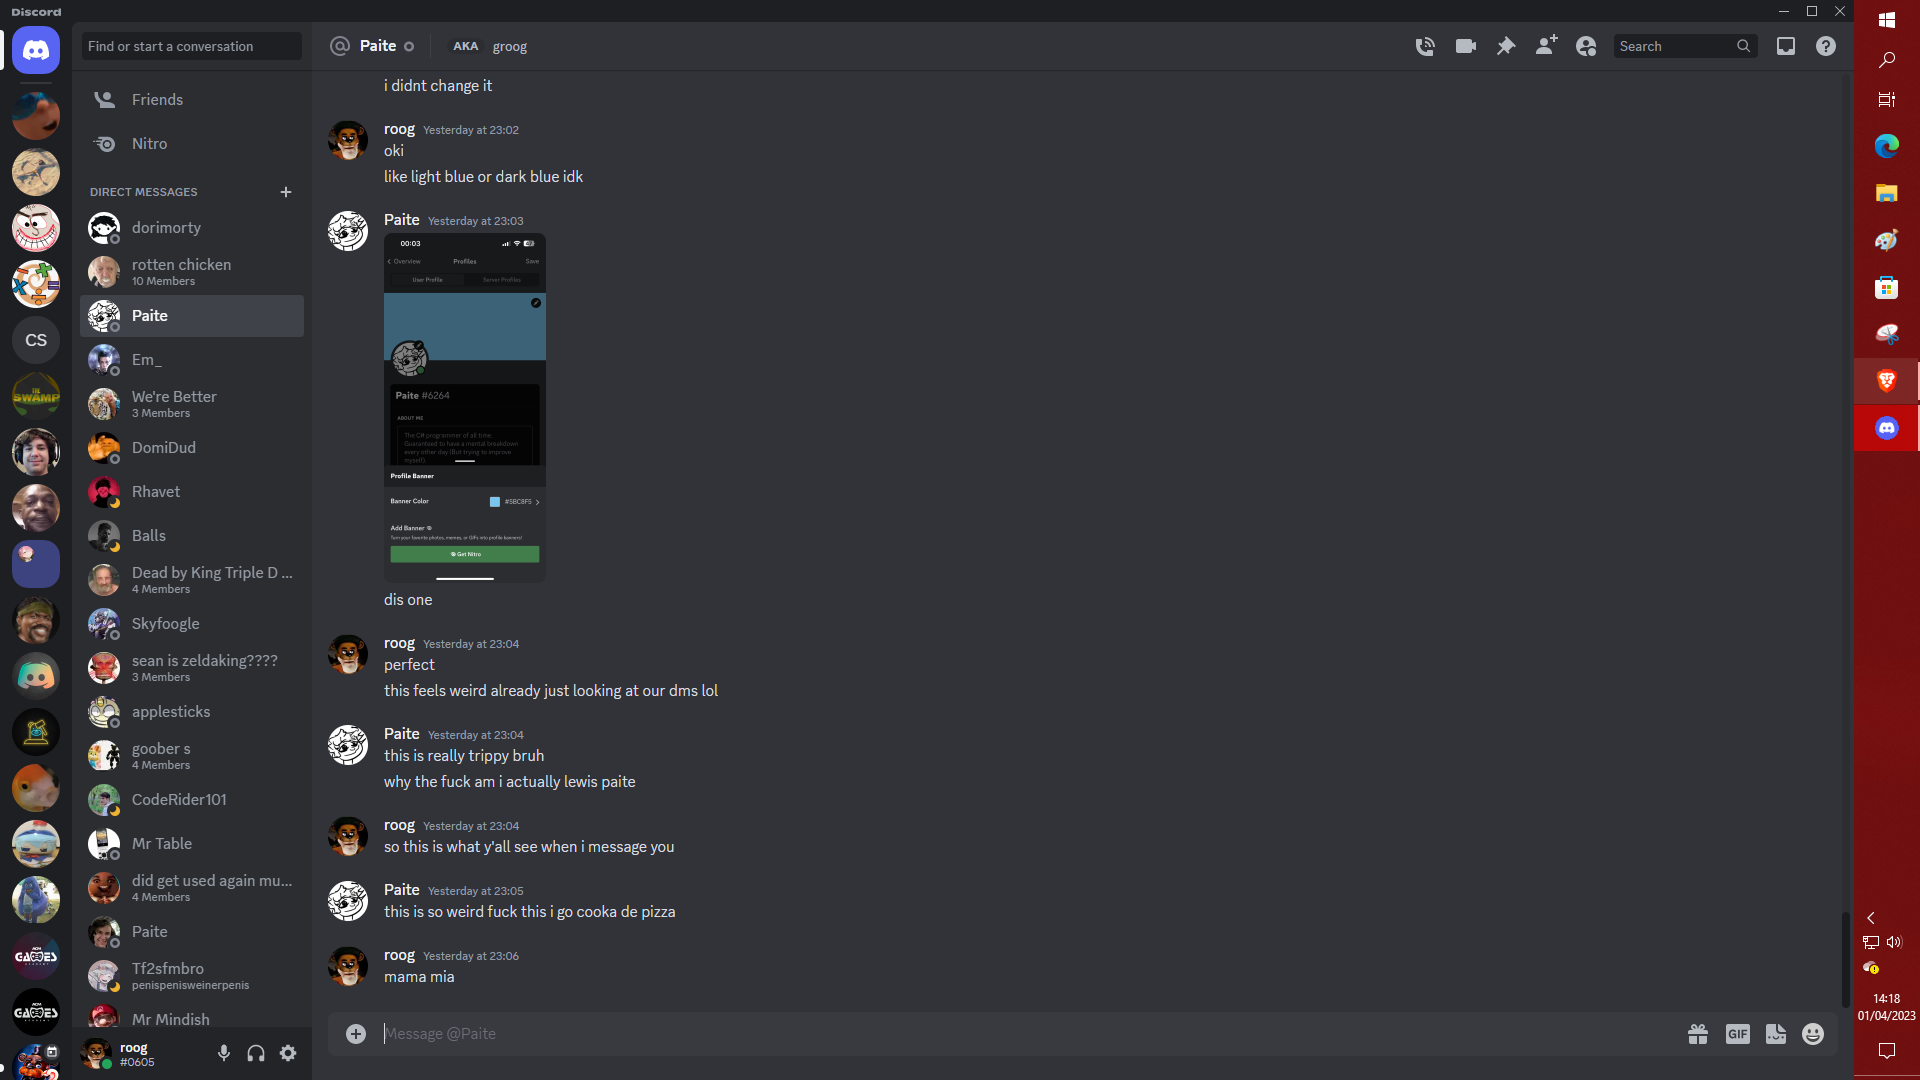 Discord
Find or start a conversation
Friends
Nitro
DIRECT MESSAGES
dorimorty
rotten chicken
10 Members
Paite
Em_
We're Better
3 Members
DomiDud
Rhavet
Balls
Dead by King Triple D ...
4 Members
Skyfoogle
sean is zeldaking????
3 Members
applesticks
goober s
4 Members
CodeRider101
Mr Table
did get used again mu...
4 Members
Paite
Tf2sfmbro
penispenisweinerpenis
Mr Mindish
roog
#0605
CS
THE SWAMP
GAMES
GAMES
Paite
AKA groog
Search
i didnt change it
roog Yesterday at 23:02
oki
like light blue or dark blue idk
Paite Yesterday at 23:03
00:03
Overview Profiles Save
User Profile Server Profiles
Paite #6264
ABOUT ME
The C# programmer of all time.
Guaranteed to have a mental breakdown
every other day (But trying to improve
myself)
Profile Banner
Banner Color #5BC8F5
Add Banner
Turn your favorite photos, memes, or GIFs into profile banners!
Get Nitro
dis one
roog Yesterday at 23:04
perfect
this feels weird already just looking at our dms lol
Paite Yesterday at 23:04
this is really trippy bruh
why the fuck am i actually lewis paite
roog Yesterday at 23:04
so this is what y'all see when i message you
Paite Yesterday at 23:05
this is so weird fuck this i go cooka de pizza
roog Yesterday at 23:06
mama mia
Message @Paite
GIF
14:18
01/04/2023